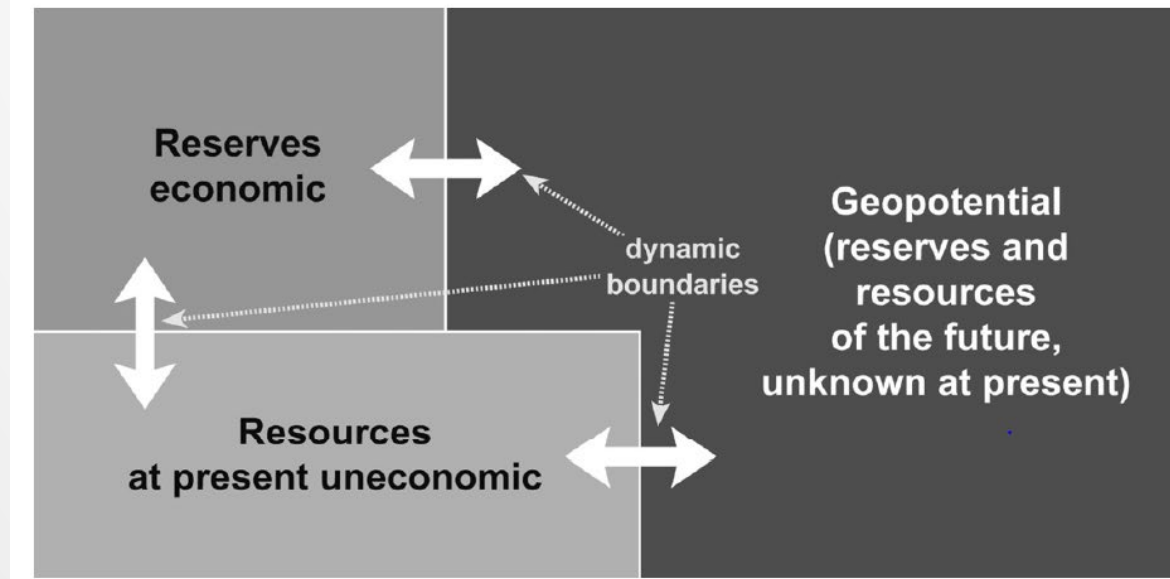 Reserves
economic
dynamic
boundaries
Geopotential
(reserves and
resources
of the future,
unknown at present)
Resources
at present uneconomic